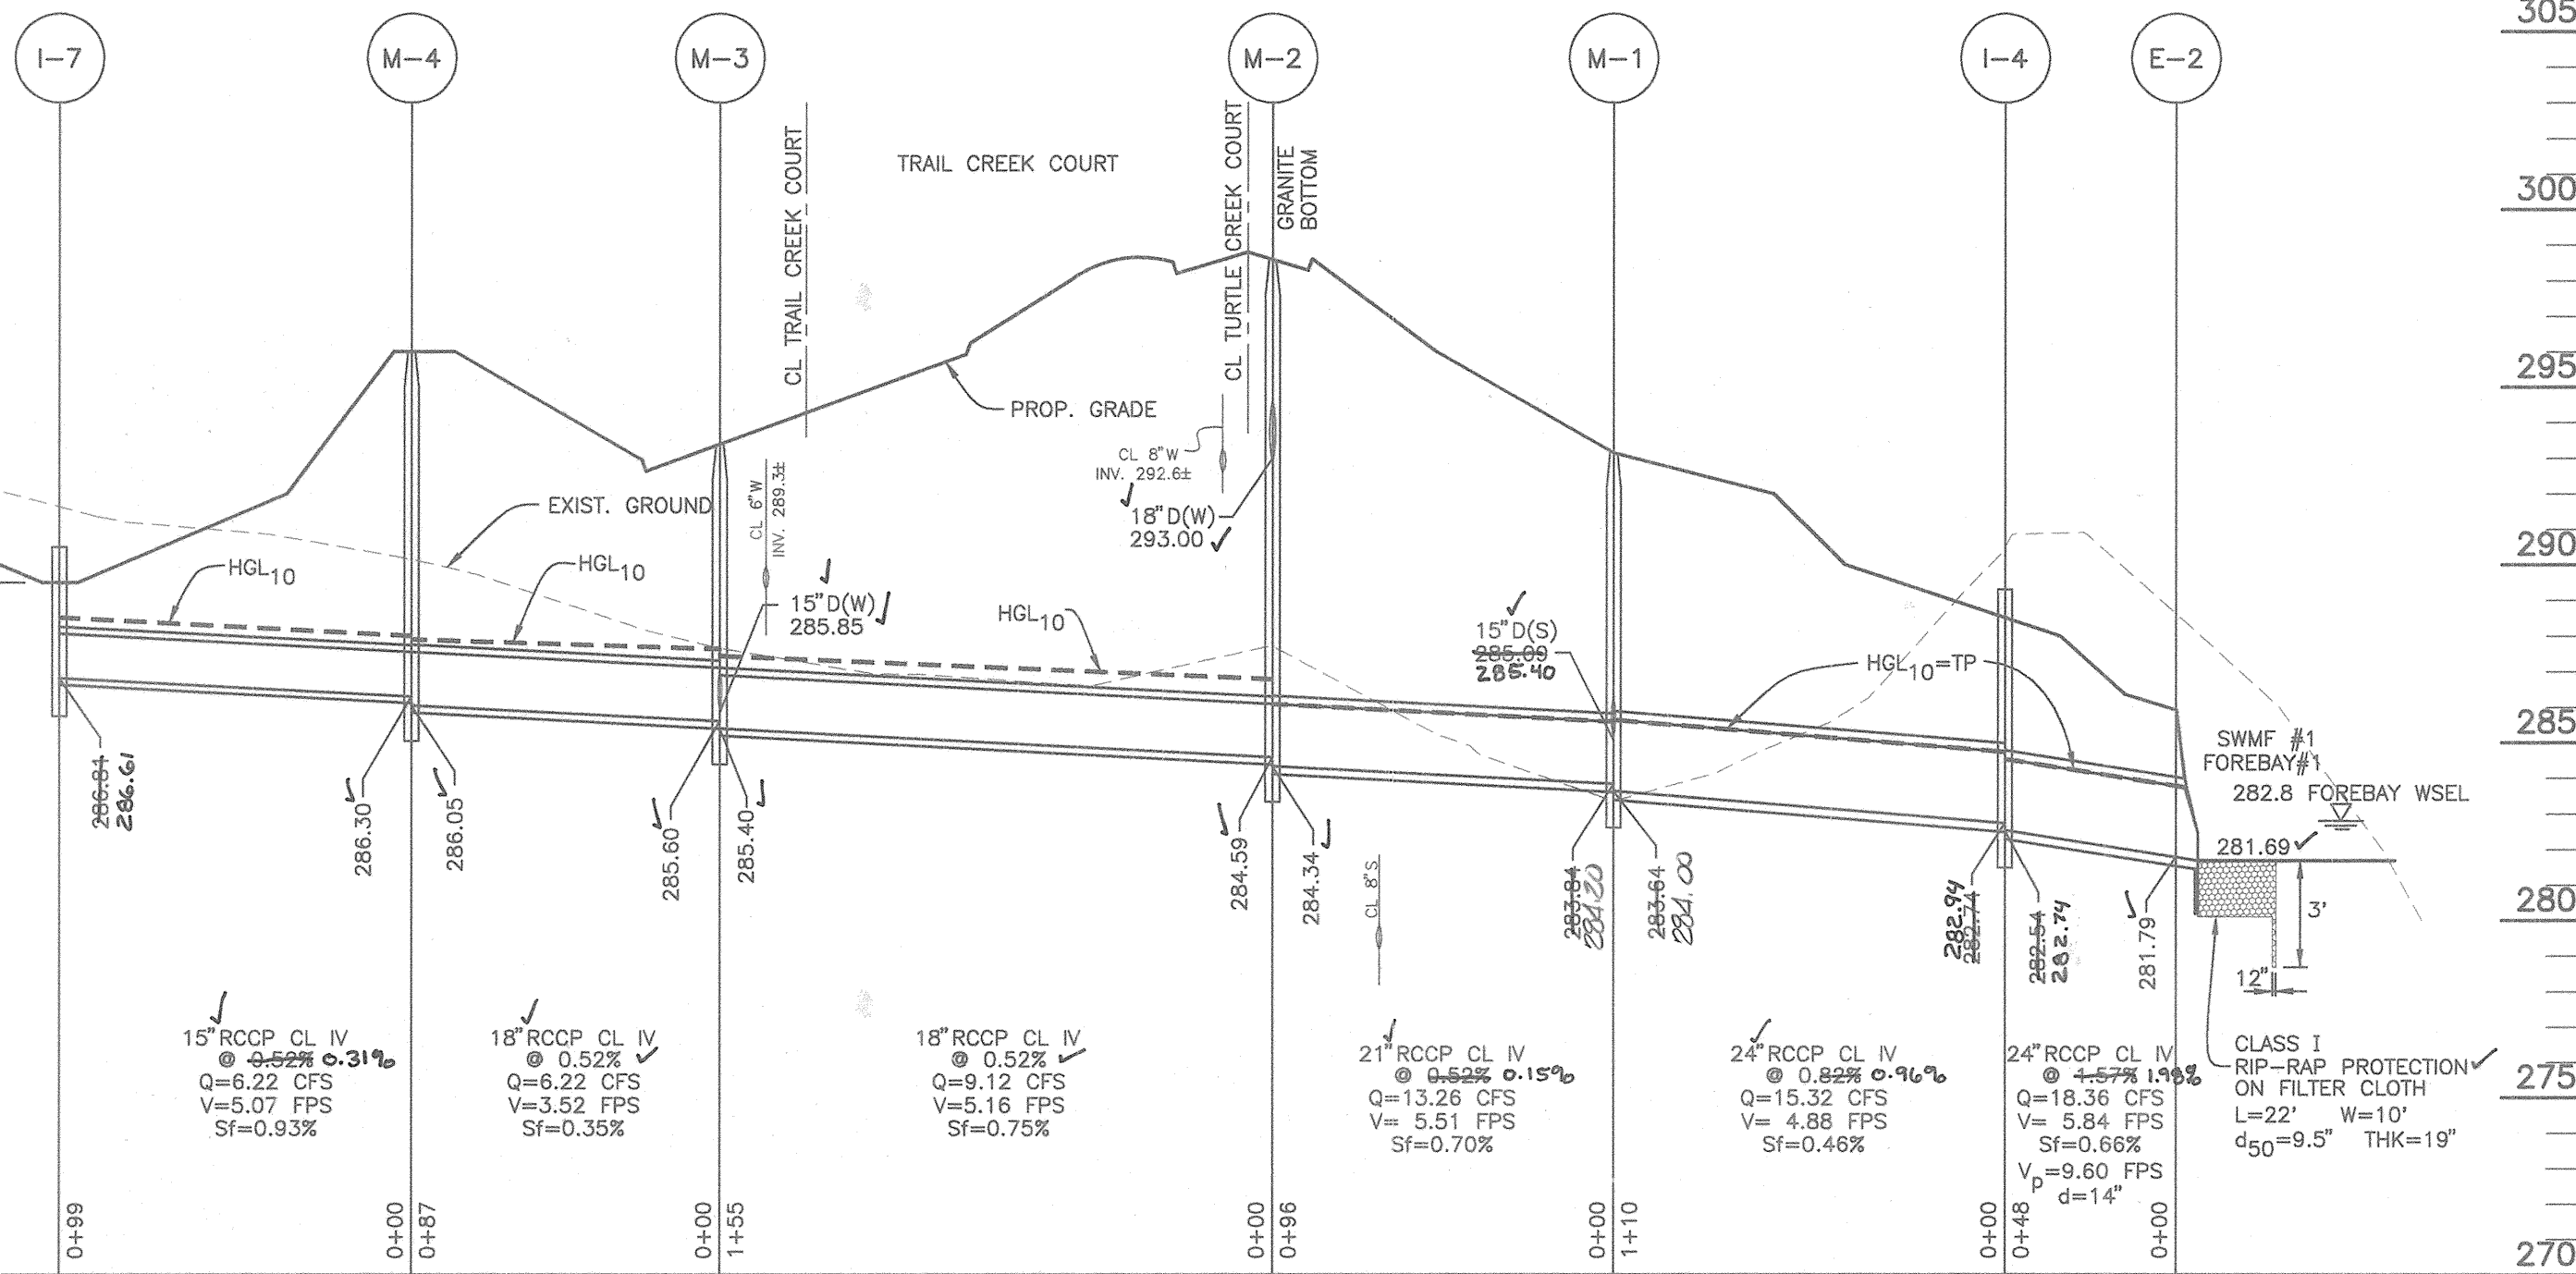 I-7
M-4
M-3
M-2
M-1
I-4
E-2
305
300
295
290
285
280
275
270
CL TRAIL CREEK COURT
TRAIL CREEK COURT
CL TURTLE CREEK COURT
GRANITE
BOTTOM
PROP. GRADE
EXIST. GROUND
HGL10
HGL10
HGL10
HGL10=TP
CL 6"W
INV. 289.3±
CL 8"W
INV. 292.6±
18"D(W)
293.00
15"D(W)
285.85
15"D(S)
285.09
285.40
SWMF #1
FOREBAY#1
282.8 FOREBAY WSEL
281.69
3'
12"
286.81
286.61
286.30
286.05
285.60
285.40
284.59
284.34
CL 8"S
283.84
284.20
283.64
284.00
282.94
282.74
282.54
282.74
281.79
15"RCCP CL IV
@ 0.52% 0.31%
Q=6.22 CFS
V=5.07 FPS
Sf=0.93%
18"RCCP CL IV
@ 0.52%
Q=6.22 CFS
V=3.52 FPS
Sf=0.35%
18"RCCP CL IV
@ 0.52%
Q=9.12 CFS
V=5.16 FPS
Sf=0.75%
21"RCCP CL IV
@ 0.52% 0.15%
Q=13.26 CFS
V= 5.51 FPS
Sf=0.70%
24"RCCP CL IV
@ 0.82% 0.96%
Q=15.32 CFS
V= 4.88 FPS
Sf=0.46%
24"RCCP CL IV
@ 1.57% 1.98%
Q=18.36 CFS
V= 5.84 FPS
Sf=0.66%
Vp=9.60 FPS
d=14"
CLASS I
RIP-RAP PROTECTION
ON FILTER CLOTH
L=22' W=10'
d50=9.5" THK=19"
0+99
0+00
0+87
0+00
1+55
0+00
0+96
0+00
1+10
0+00
0+48
0+00